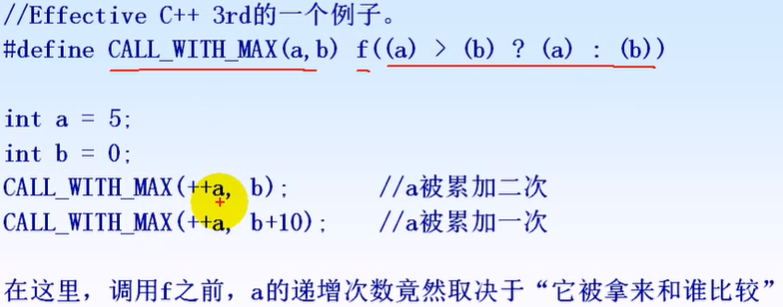 //Effective C++ 3rd的一个例子。
#define CALL_WITH_MAX(a,b) f((a) > (b) ? (a) : (b))
int a = 5;
int b = 0;
CALL_WITH_MAX(++a, b); //a被累加二次
CALL_WITH_MAX(++a, b+10); //a被累加一次
在这里，调用f之前，a的递增次数竟然取决于“它被拿来和谁比较”